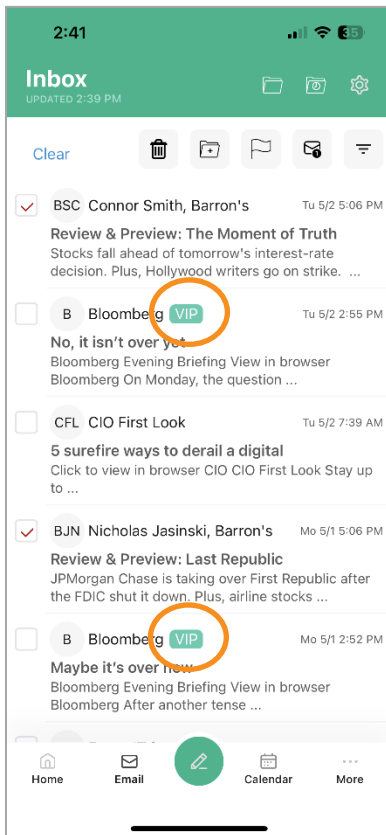 2:41
35
Inbox
UPDATED 2:39 PM
Clear
BSC Connor Smith, Barron's Tu 5/2 5:06 PM
Review & Preview: The Moment of Truth
Stocks fall ahead of tomorrow's interest-rate
decision. Plus, Hollywood writers go on strike. ...
B Bloomberg VIP Tu 5/2 2:55 PM
No, it isn't over yet
Bloomberg Evening Briefing View in browser
Bloomberg On Monday, the question ...
CFL CIO First Look Tu 5/2 7:39 AM
5 surefire ways to derail a digital
Click to view in browser CIO CIO First Look Stay up
to ...
BJN Nicholas Jasinski, Barron's Mo 5/1 5:06 PM
Review & Preview: Last Republic
JPMorgan Chase is taking over First Republic after
the FDIC shut it down. Plus, airline stocks ...
B Bloomberg VIP Mo 5/1 2:52 PM
Maybe it's over now
Bloomberg Evening Briefing View in browser
Bloomberg After another tense ...
Home Email Calendar More